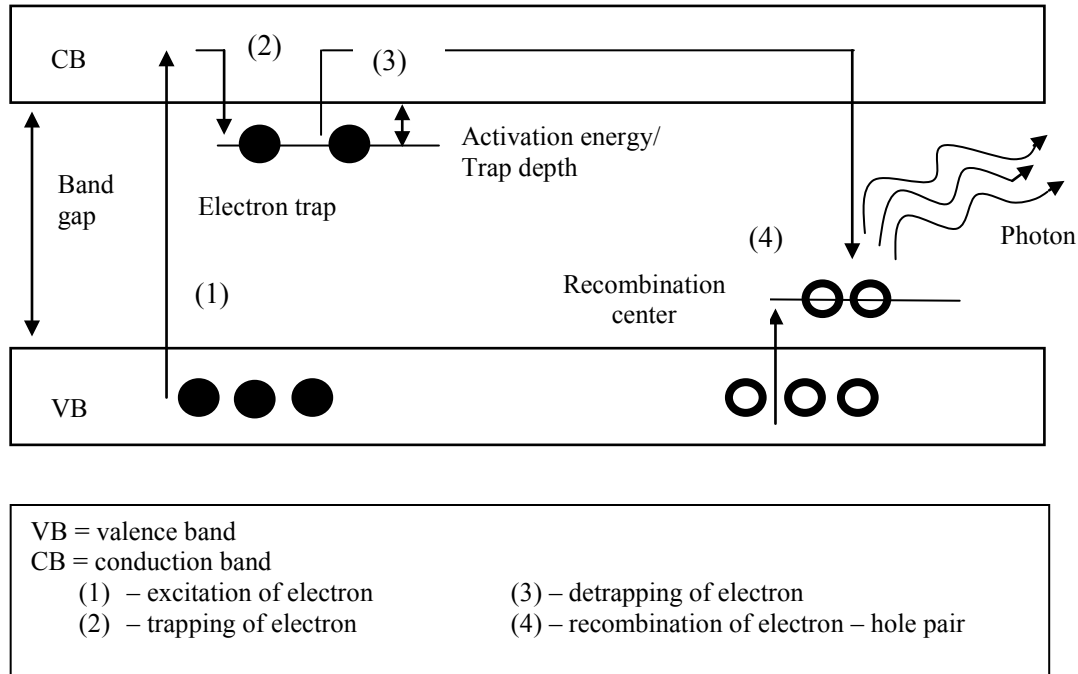 CB
(2)
(3)
Activation energy/
Trap depth
Band
gap
Electron trap
(4)
Photon
(1)
Recombination
center
VB
VB = valence band
CB = conduction band
(1) – excitation of electron
(3) – detrapping of electron
(2) – trapping of electron
(4) – recombination of electron – hole pair